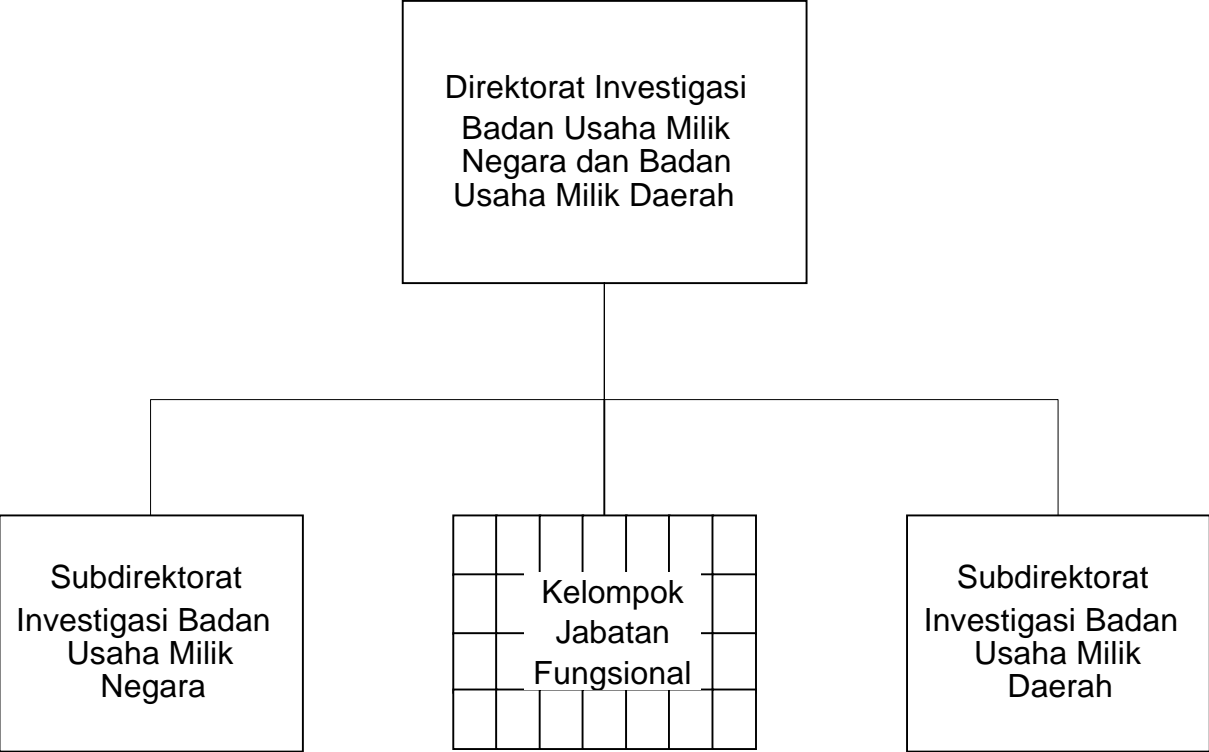 Direktorat Investigasi
Badan Usaha Milik
Negara dan Badan
Usaha Milik Daerah
Subdirektorat
Investigasi Badan
Usaha Milik
Negara
Kelompok
Jabatan
Fungsional
Subdirektorat
Investigasi Badan
Usaha Milik
Daerah